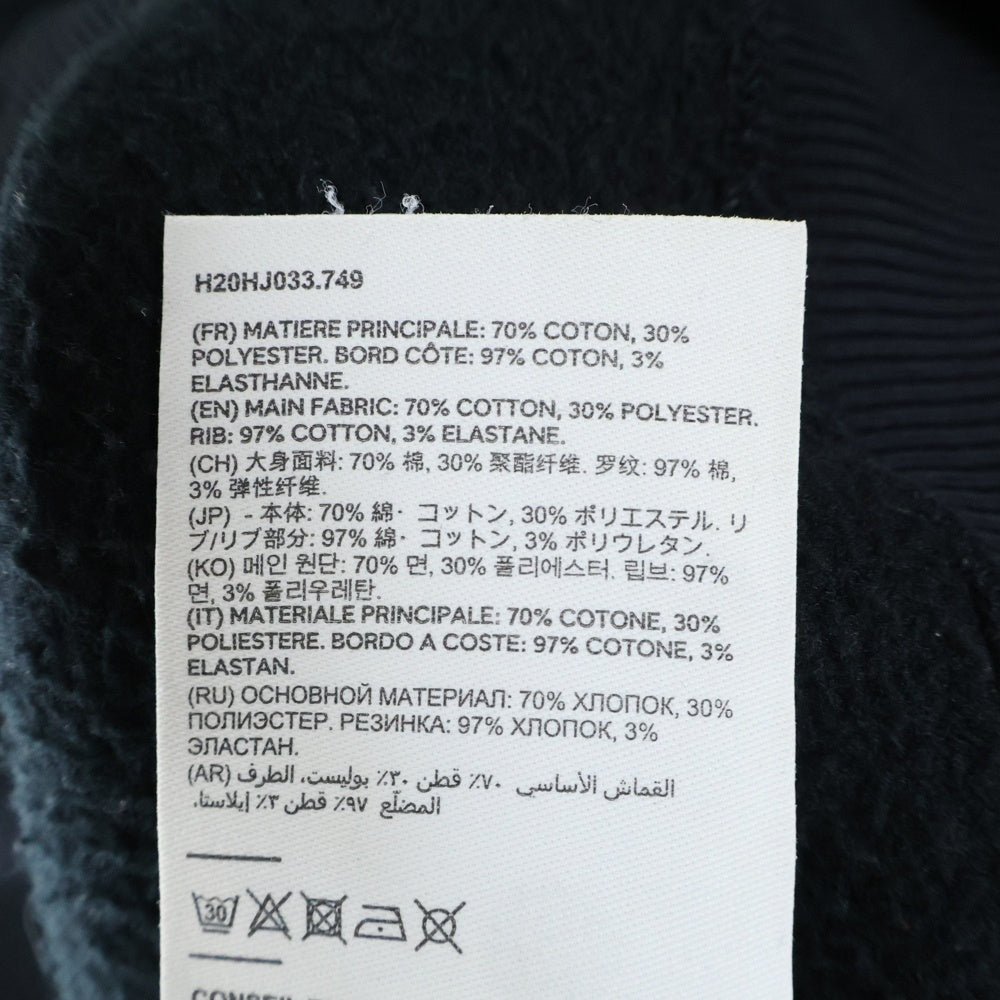 H20HJ033.749
(FR) MATIERE PRINCIPALE: 70% COTON, 30%
POLYESTER. BORD CÔTE: 97% COTON, 3%
ELASTHANNE.
(EN) MAIN FABRIC: 70% COTTON, 30% POLYESTER.
RIB: 97% COTTON, 3% ELASTANE.
(CH) 大身面料: 70% 棉, 30% 聚酯纤维. 罗纹: 97% 棉,
3% 弹性纤维.
(JP) - 本体: 70% 綿· コットン, 30% ポリエステル. リ
ブ/リブ部分: 97% 綿· コットン, 3% ポリウレタン.
(KO) 메인 원단: 70% 면, 30% 폴리에스터. 립브: 97%
면, 3% 폴리우레탄.
(IT) MATERIALE PRINCIPALE: 70% COTONE, 30%
POLIESTERE. BORDO A COSTE: 97% COTONE, 3%
ELASTAN.
(RU) ОСНОВНОЙ МАТЕРИАЛ: 70% ХЛОПОК, 30%
ПОЛИЭСТЕР. РЕЗИНКА: 97% ХЛОПОК, 3%
ЭЛАСТАН.
(AR) القماش الأساسي ٧٠٪ قطن ٣٠٪ بوليست، الطرف
المضلّع ٩٧٪ قطن ٣٪ إيلاستا.
30